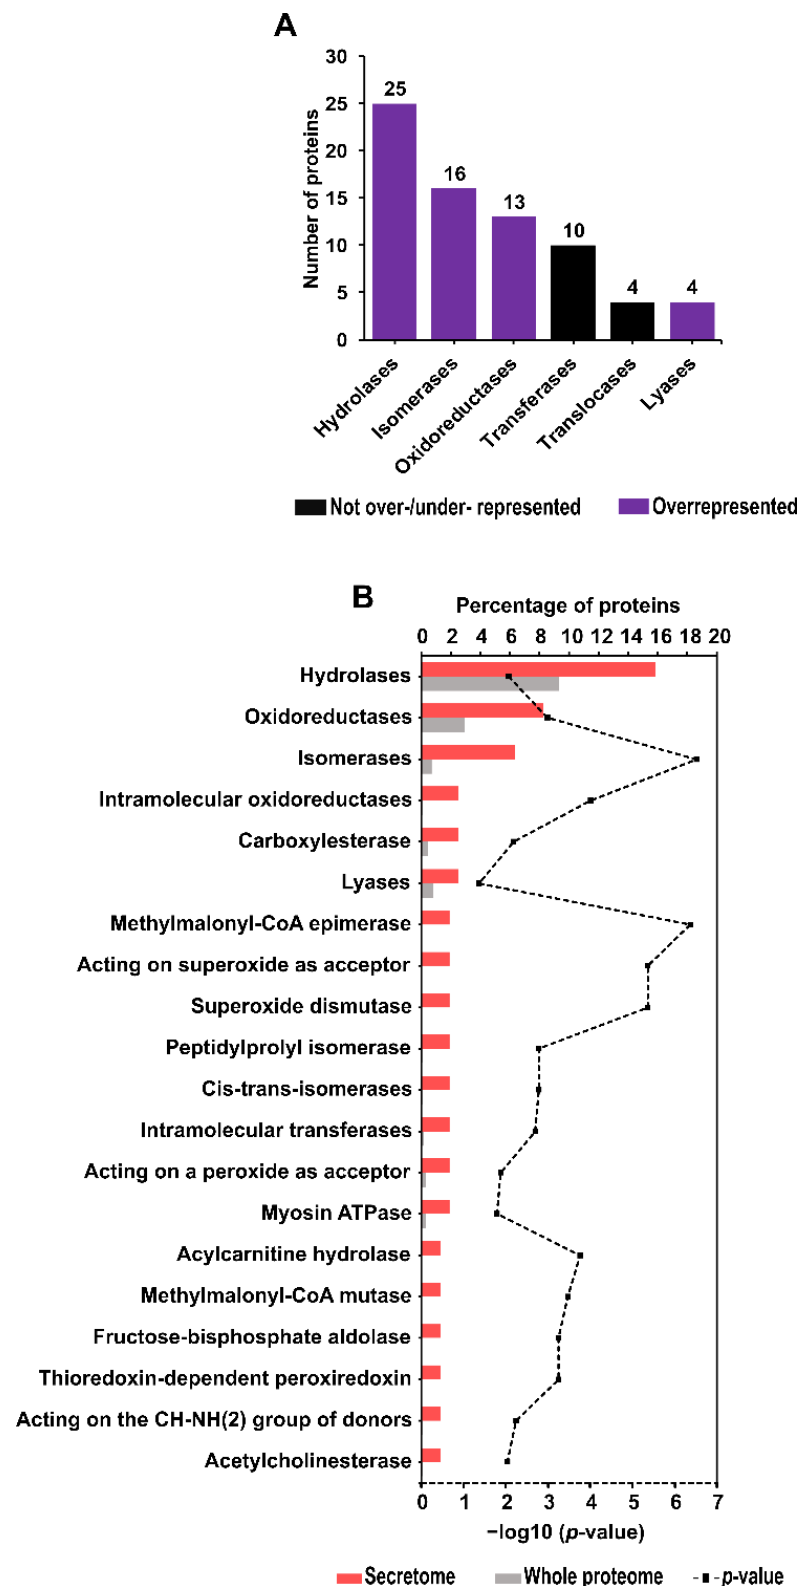 A
30
25
20
15
10
5
0
Number of proteins
25
16
13
10
4
4
Hydrolases
Isomerases
Oxidoreductases
Transferases
Translocases
Lyases
Not over-/under- represented
Overrepresented
B
Percentage of proteins
0 2 4 6 8 10 12 14 16 18 20
Hydrolases
Oxidoreductases
Isomerases
Intramolecular oxidoreductases
Carboxylesterase
Lyases
Methylmalonyl-CoA epimerase
Acting on superoxide as acceptor
Superoxide dismutase
Peptidylprolyl isomerase
Cis-trans-isomerases
Intramolecular transferases
Acting on a peroxide as acceptor
Myosin ATPase
Acylcarnitine hydrolase
Methylmalonyl-CoA mutase
Fructose-bisphosphate aldolase
Thioredoxin-dependent peroxiredoxin
Acting on the CH-NH(2) group of donors
Acetylcholinesterase
0 1 2 3 4 5 6 7
−log10 (p-value)
Secretome
Whole proteome
p-value